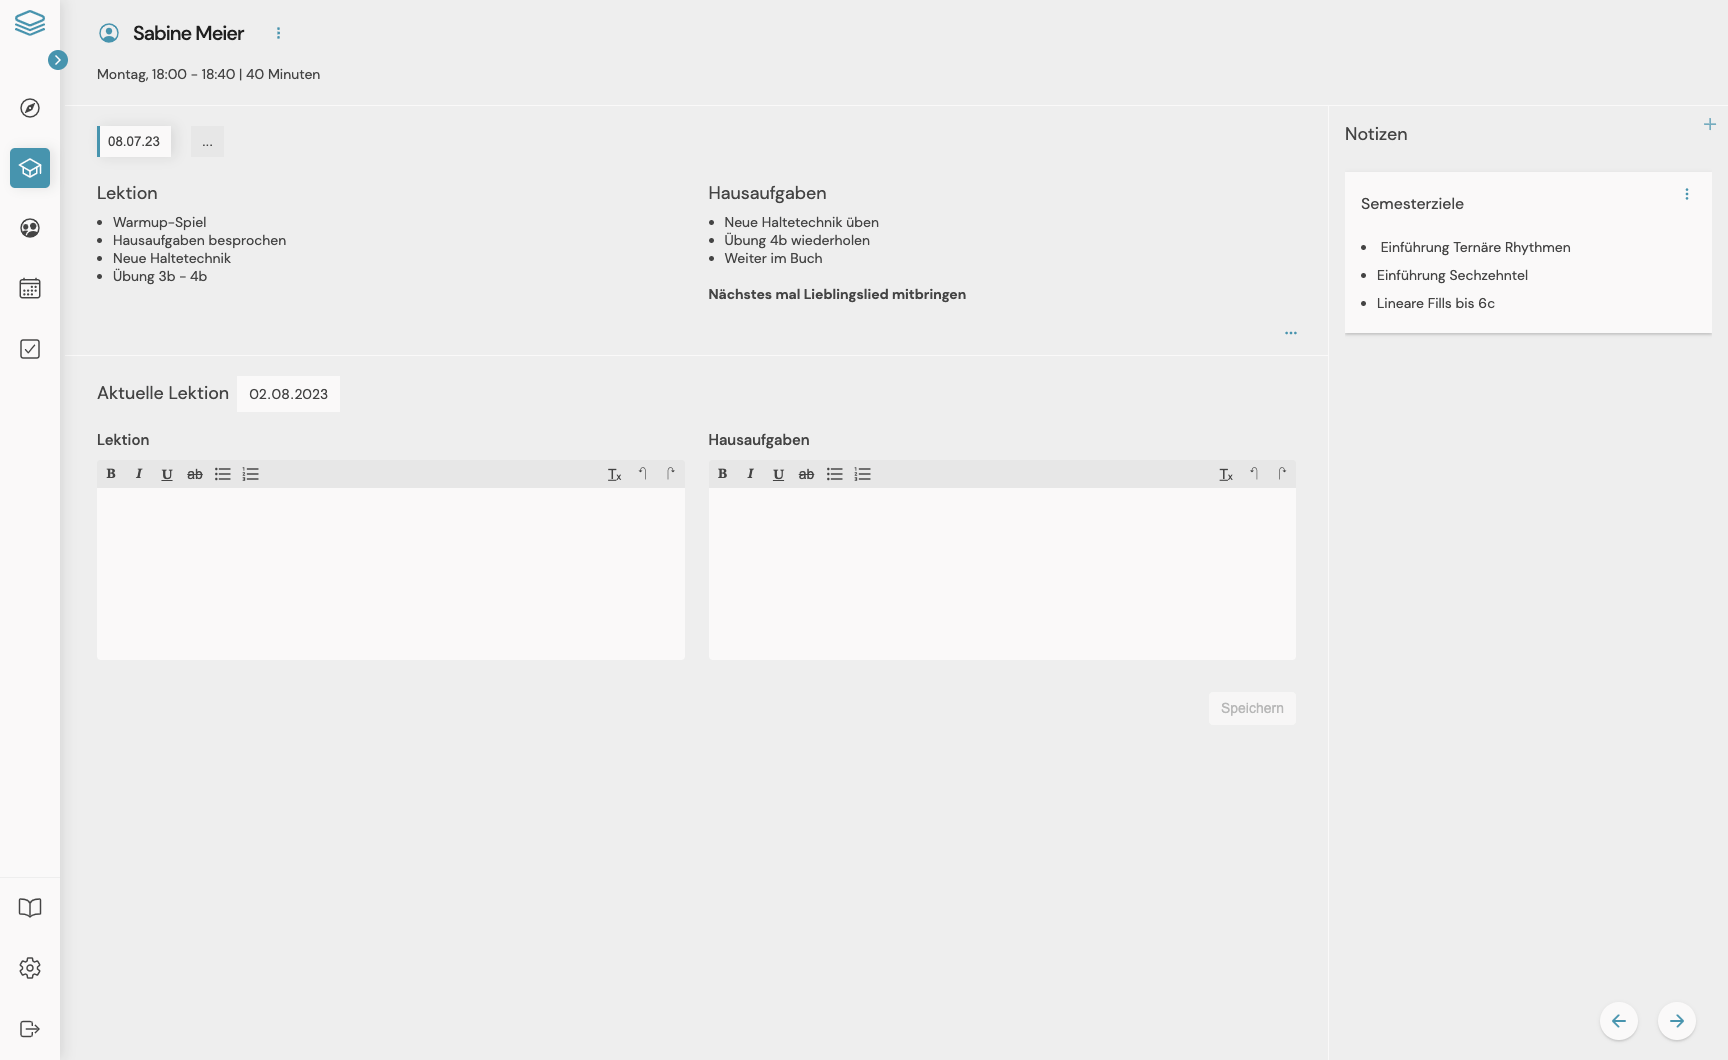 Sabine Meier
Montag, 18:00 - 18:40 | 40 Minuten
08.07.23
...
Lektion
Warmup-Spiel
Hausaufgaben besprochen
Neue Haltetechnik
Übung 3b - 4b
Hausaufgaben
Neue Haltetechnik üben
Übung 4b wiederholen
Weiter im Buch
Nächstes mal Lieblingslied mitbringen
Aktuelle Lektion 02.08.2023
Lektion
B I U ab Tx
Hausaufgaben
B I U ab Tx
Speichern
Notizen
Semesterziele
Einführung Ternäre Rhythmen
Einführung Sechzehntel
Lineare Fills bis 6c